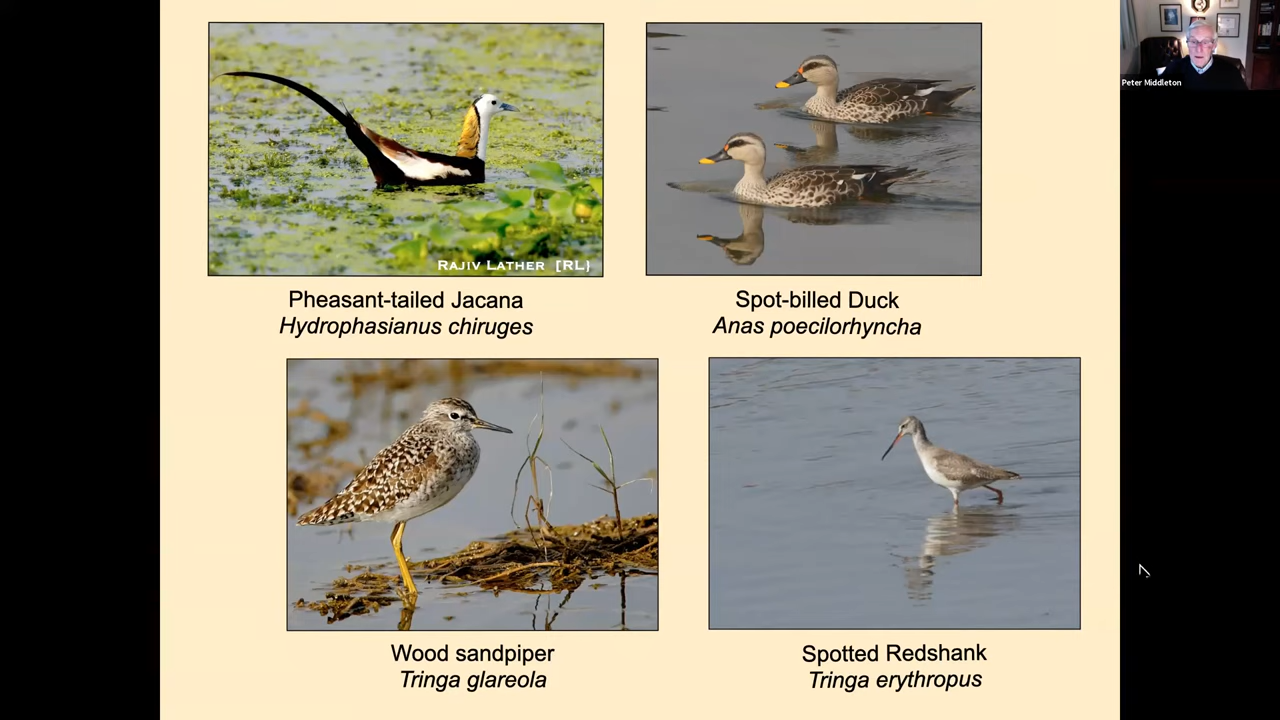 Peter Middleton
RAJIV LATHER [RL}
Pheasant-tailed Jacana
Hydrophasianus chiruges
Spot-billed Duck
Anas poecilorhyncha
Wood sandpiper
Tringa glareola
Spotted Redshank
Tringa erythropus